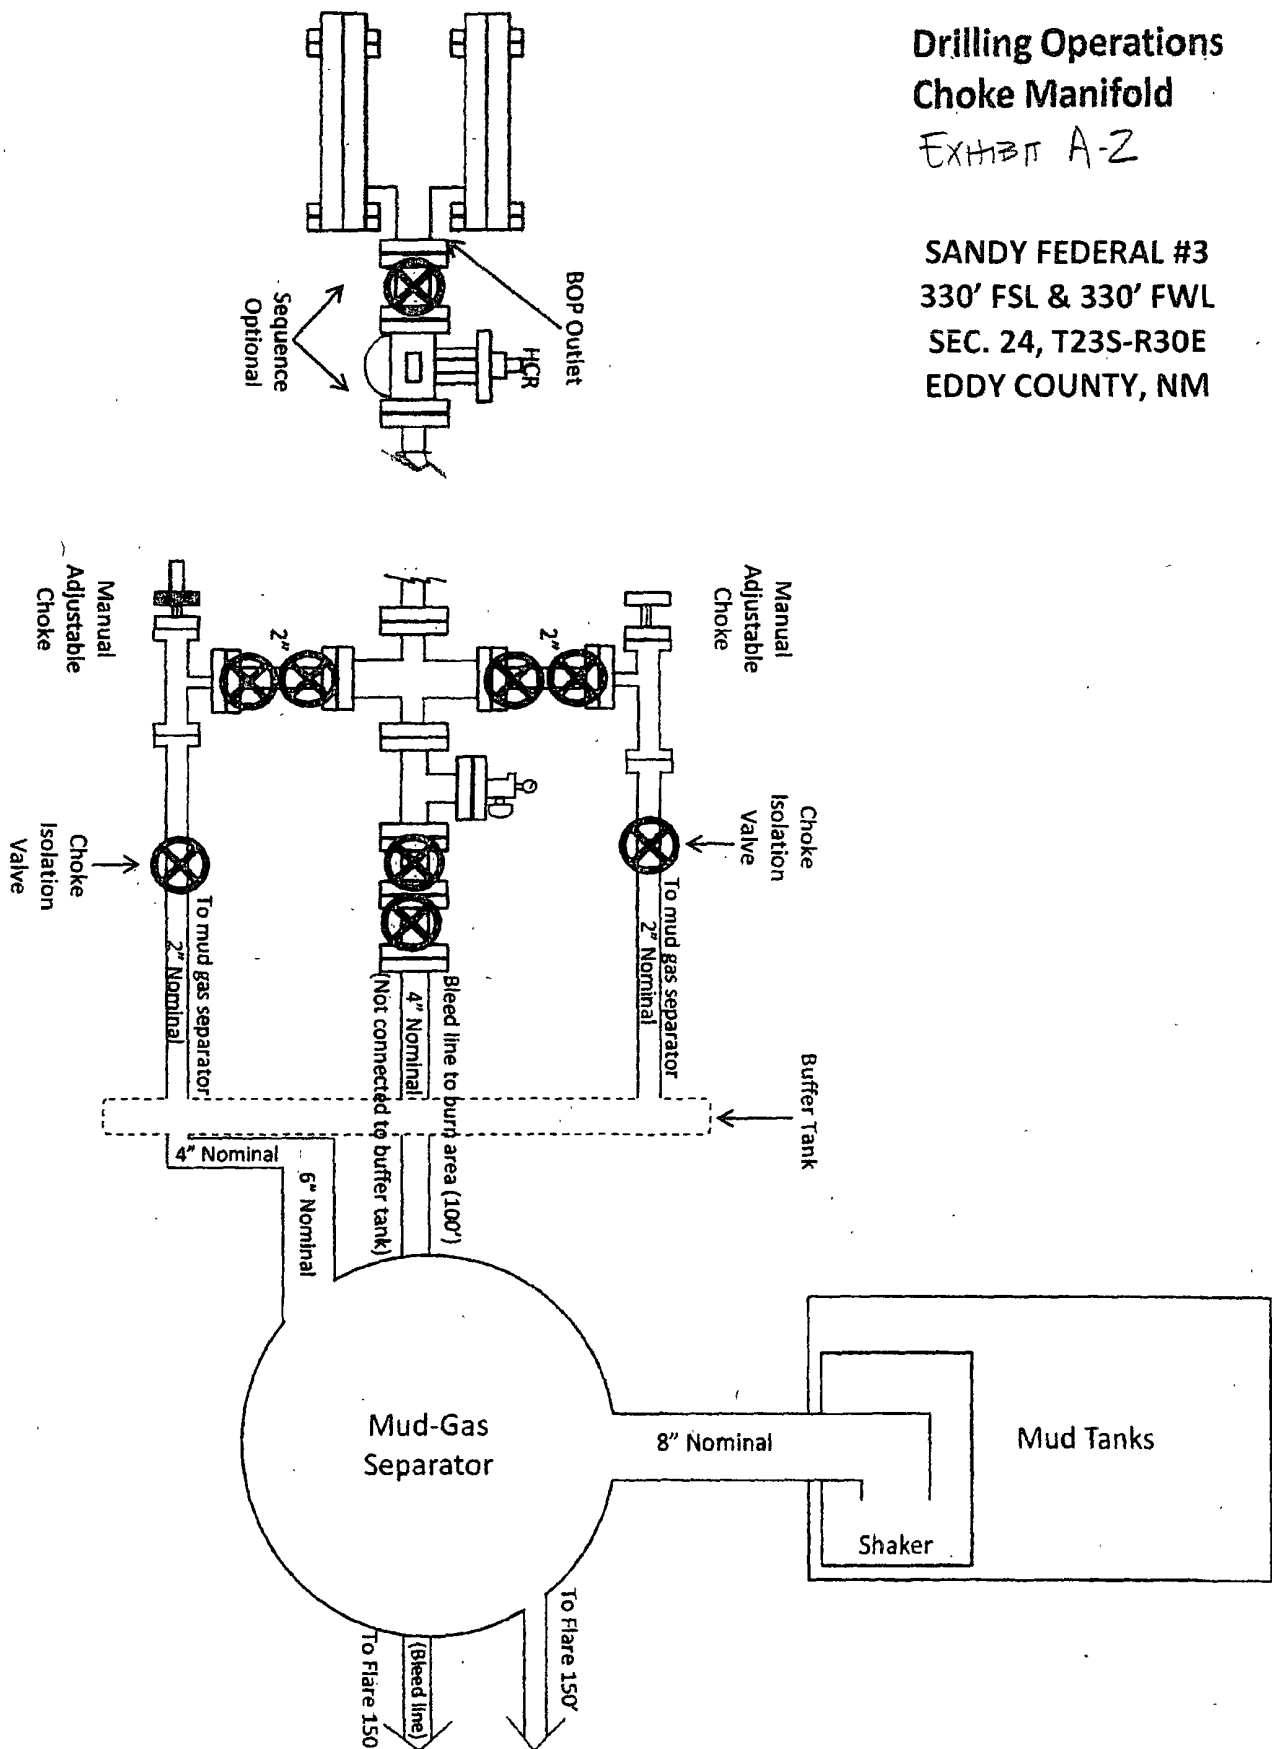 Drilling Operations
Choke Manifold
EXHIBIT A-2
SANDY FEDERAL #3
330' FSL & 330' FWL
SEC. 24, T23S-R30E
EDDY COUNTY, NM
BOP Outlet
HCR
Sequence
Optional
Manual
Adjustable
Choke
2"
2"
Manual
Adjustable
Choke
Choke
Isolation
Valve
Choke
Isolation
Valve
To mud gas separator
2" Nominal
To mud gas separator
2" Nominal
Bleed line to burn area (100')
4" Nominal
(Not connected to buffer tank)
Buffer Tank
4" Nominal
6" Nominal
Mud-Gas
Separator
8" Nominal
Mud Tanks
Shaker
To Flare 150'
(Bleed line)
To Flare 150